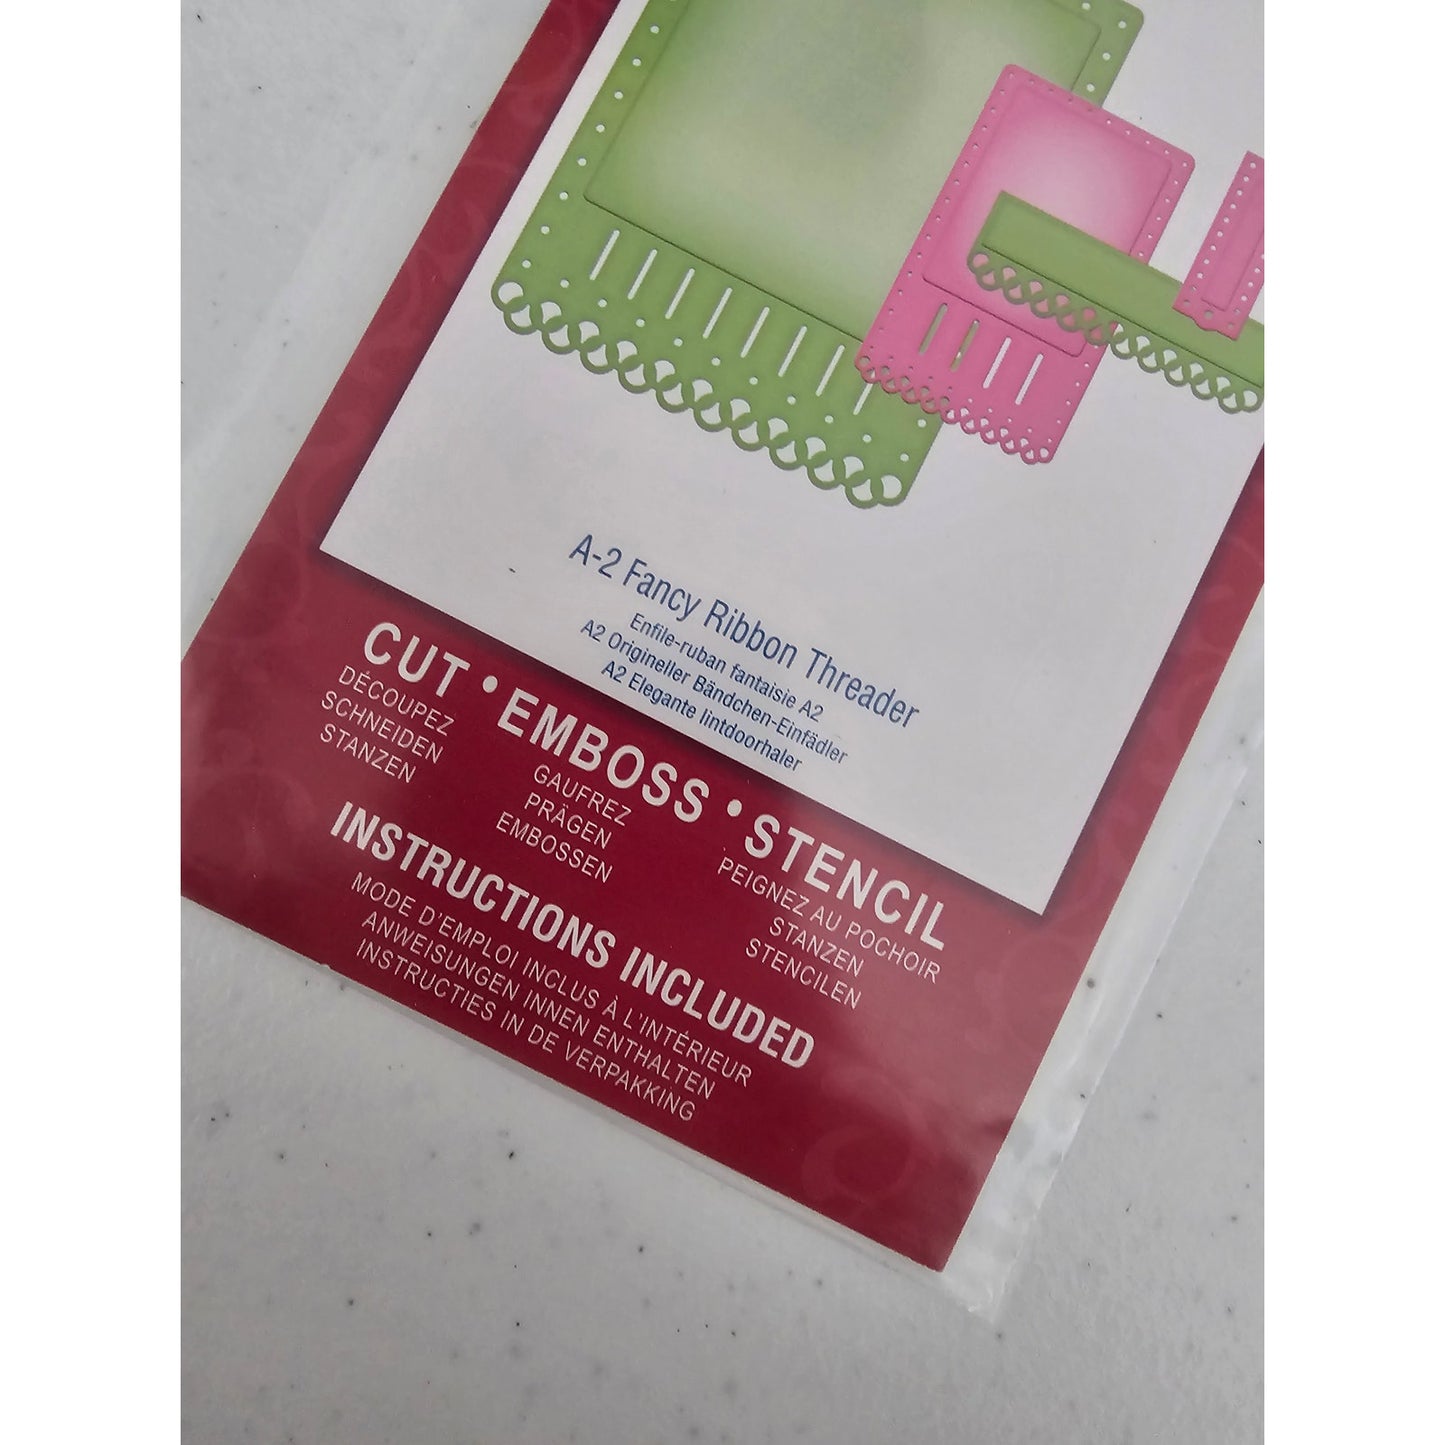 A-2 Fancy Ribbon Threader
Enfile-ruban fantaisie A2
A2 Origineller Bändchen-Einfädler
A2 Elegante lintdoorhaler
CUT • EMBOSS • STENCIL
DÉCOUPEZ
SCHNEIDEN
STANZEN
GAUFREZ
PRÄGEN
EMBOSSEN
PEIGNEZ AU POCHOIR
STANZEN
STENCILEN
INSTRUCTIONS INCLUDED
MODE D'EMPLOI INCLUS À L'INTÉRIEUR
ANWEISUNGEN INNEN ENTHALTEN
INSTRUCTIES IN DE VERPAKKING